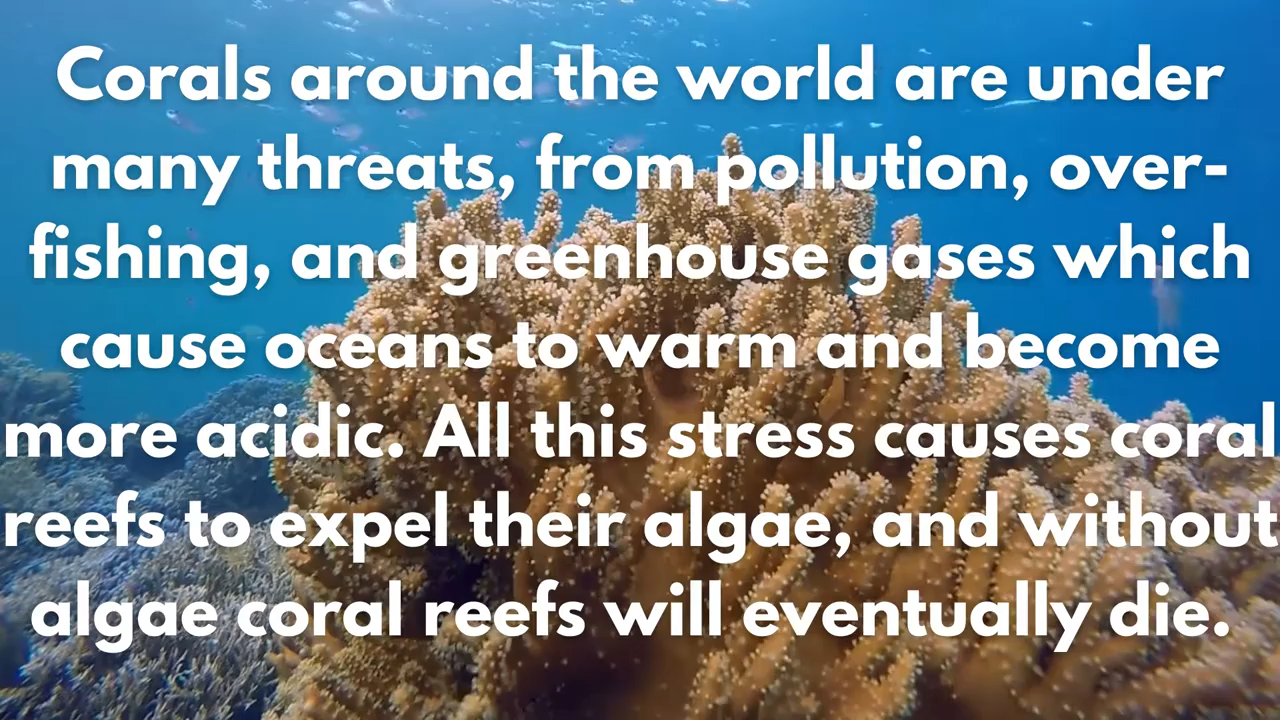 Corals around the world are under
many threats, from pollution, over-
fishing, and greenhouse gases which
cause oceans to warm and become
more acidic. All this stress causes coral
reefs to expel their algae, and without
algae coral reefs will eventually die.